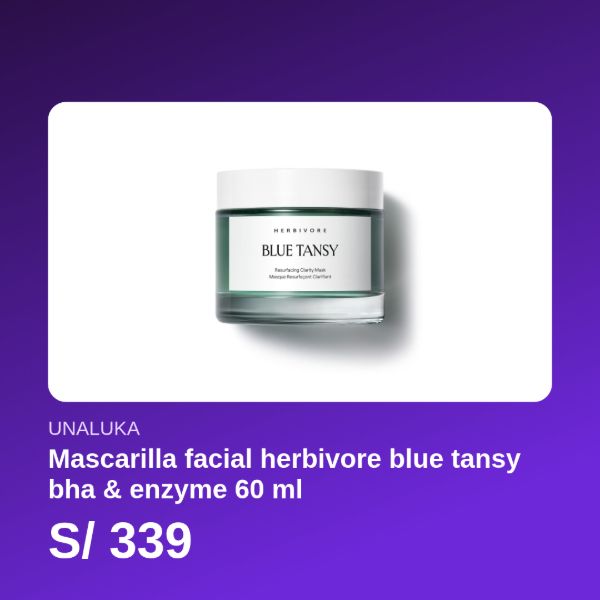 HERBIVORE
BLUE TANSY
Resurfacing Clarity Mask
Masque Resurfaçant Clarifiant
UNALUKA
Mascarilla facial herbivore blue tansy
bha & enzyme 60 ml
S/ 339